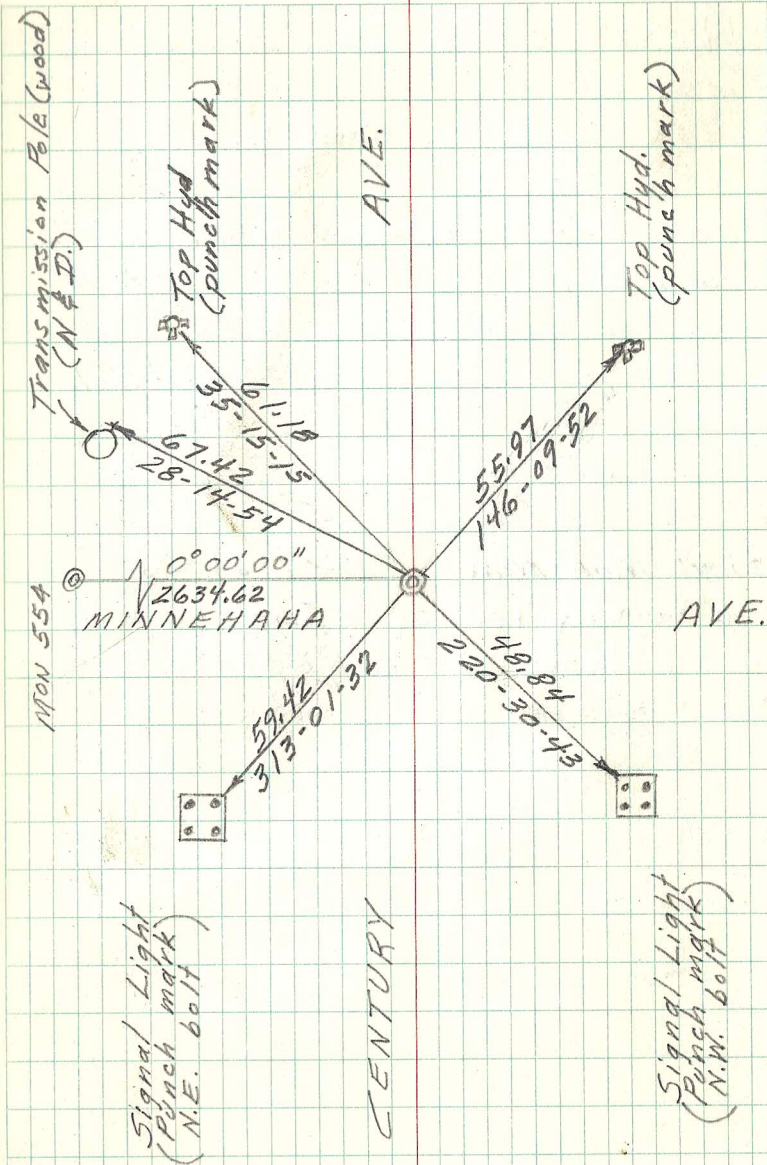 Transmission Pole (wood)
(N & D.)
Top Hyd
(punch mark)
AVE.
Top Hyd.
(punch mark)
61.18
35-15-15
67.42
28-14-54
55.97
146-09-52
MON 554
0°00'00"
2634.62
MINNEHAHA
AVE.
59.42
313-01-32
48.84
220-30-43
Signal Light
(Punch mark
N.E. bolt)
CENTURY
Signal Light
(Punch mark
N.W. bolt)